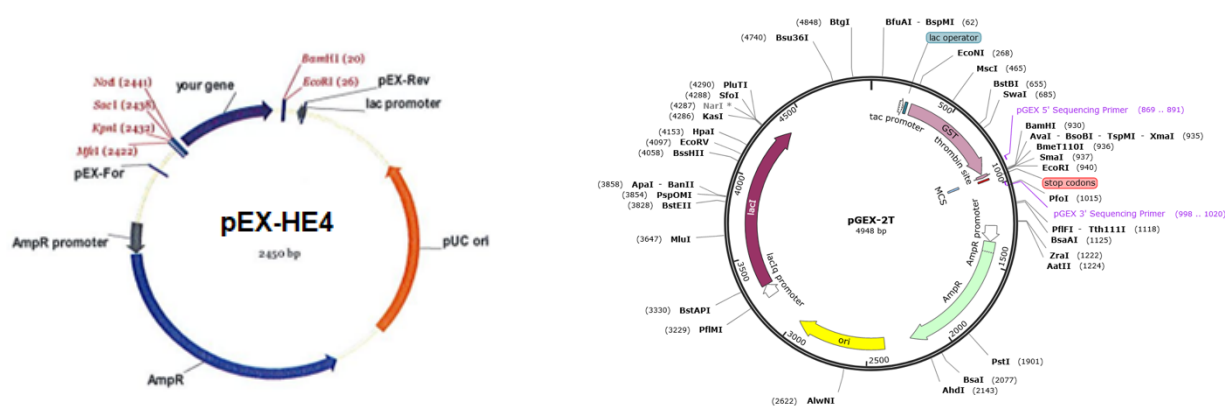 BamHI (20)
EcoRI (26)
pEX-Rev
lac promoter
your gene
NotI (2441)
SacI (2438)
KpnI (2432)
MfeI (2422)
pEX-For
AmpR promoter
pEX-HE4
2450 bp
pUC ori
AmpR
(4848) BtgI
(4740) Bsu36I
BfuAI - BspMI (62)
lac operator
EcoNI (268)
MscI (465)
BstBI (655)
SwaI (685)
pGEX 5' Sequencing Primer (869 .. 891)
BamHI (930)
AvaI - BsoBI - TspMI - XmaI (935)
BmeT110I (936)
SmaI (937)
EcoRI (940)
stop codons
PfoI (1015)
pGEX 3' Sequencing Primer (998 .. 1020)
PflFI - Tth111I (1118)
BsaAI (1125)
ZraI (1222)
AatII (1224)
PstI (1901)
BsaI (2077)
AhdI (2143)
(2622) AlwNI
(3229) PflMI
(3330) BstAPI
(3647) MluI
(3828) BstEII
(3854) PspOMI
(3858) ApaI - BanII
(4058) BssHII
(4097) EcoRV
(4153) HpaI
(4286) KasI
(4287) NarI *
(4288) SfoI
(4290) PluTI
tac promoter
GST
thrombin site
MCS
AmpR promoter
AmpR
ori
lacIq promoter
lacI
pGEX-2T
4948 bp
500
1000
1500
2000
2500
3000
3500
4000
4500